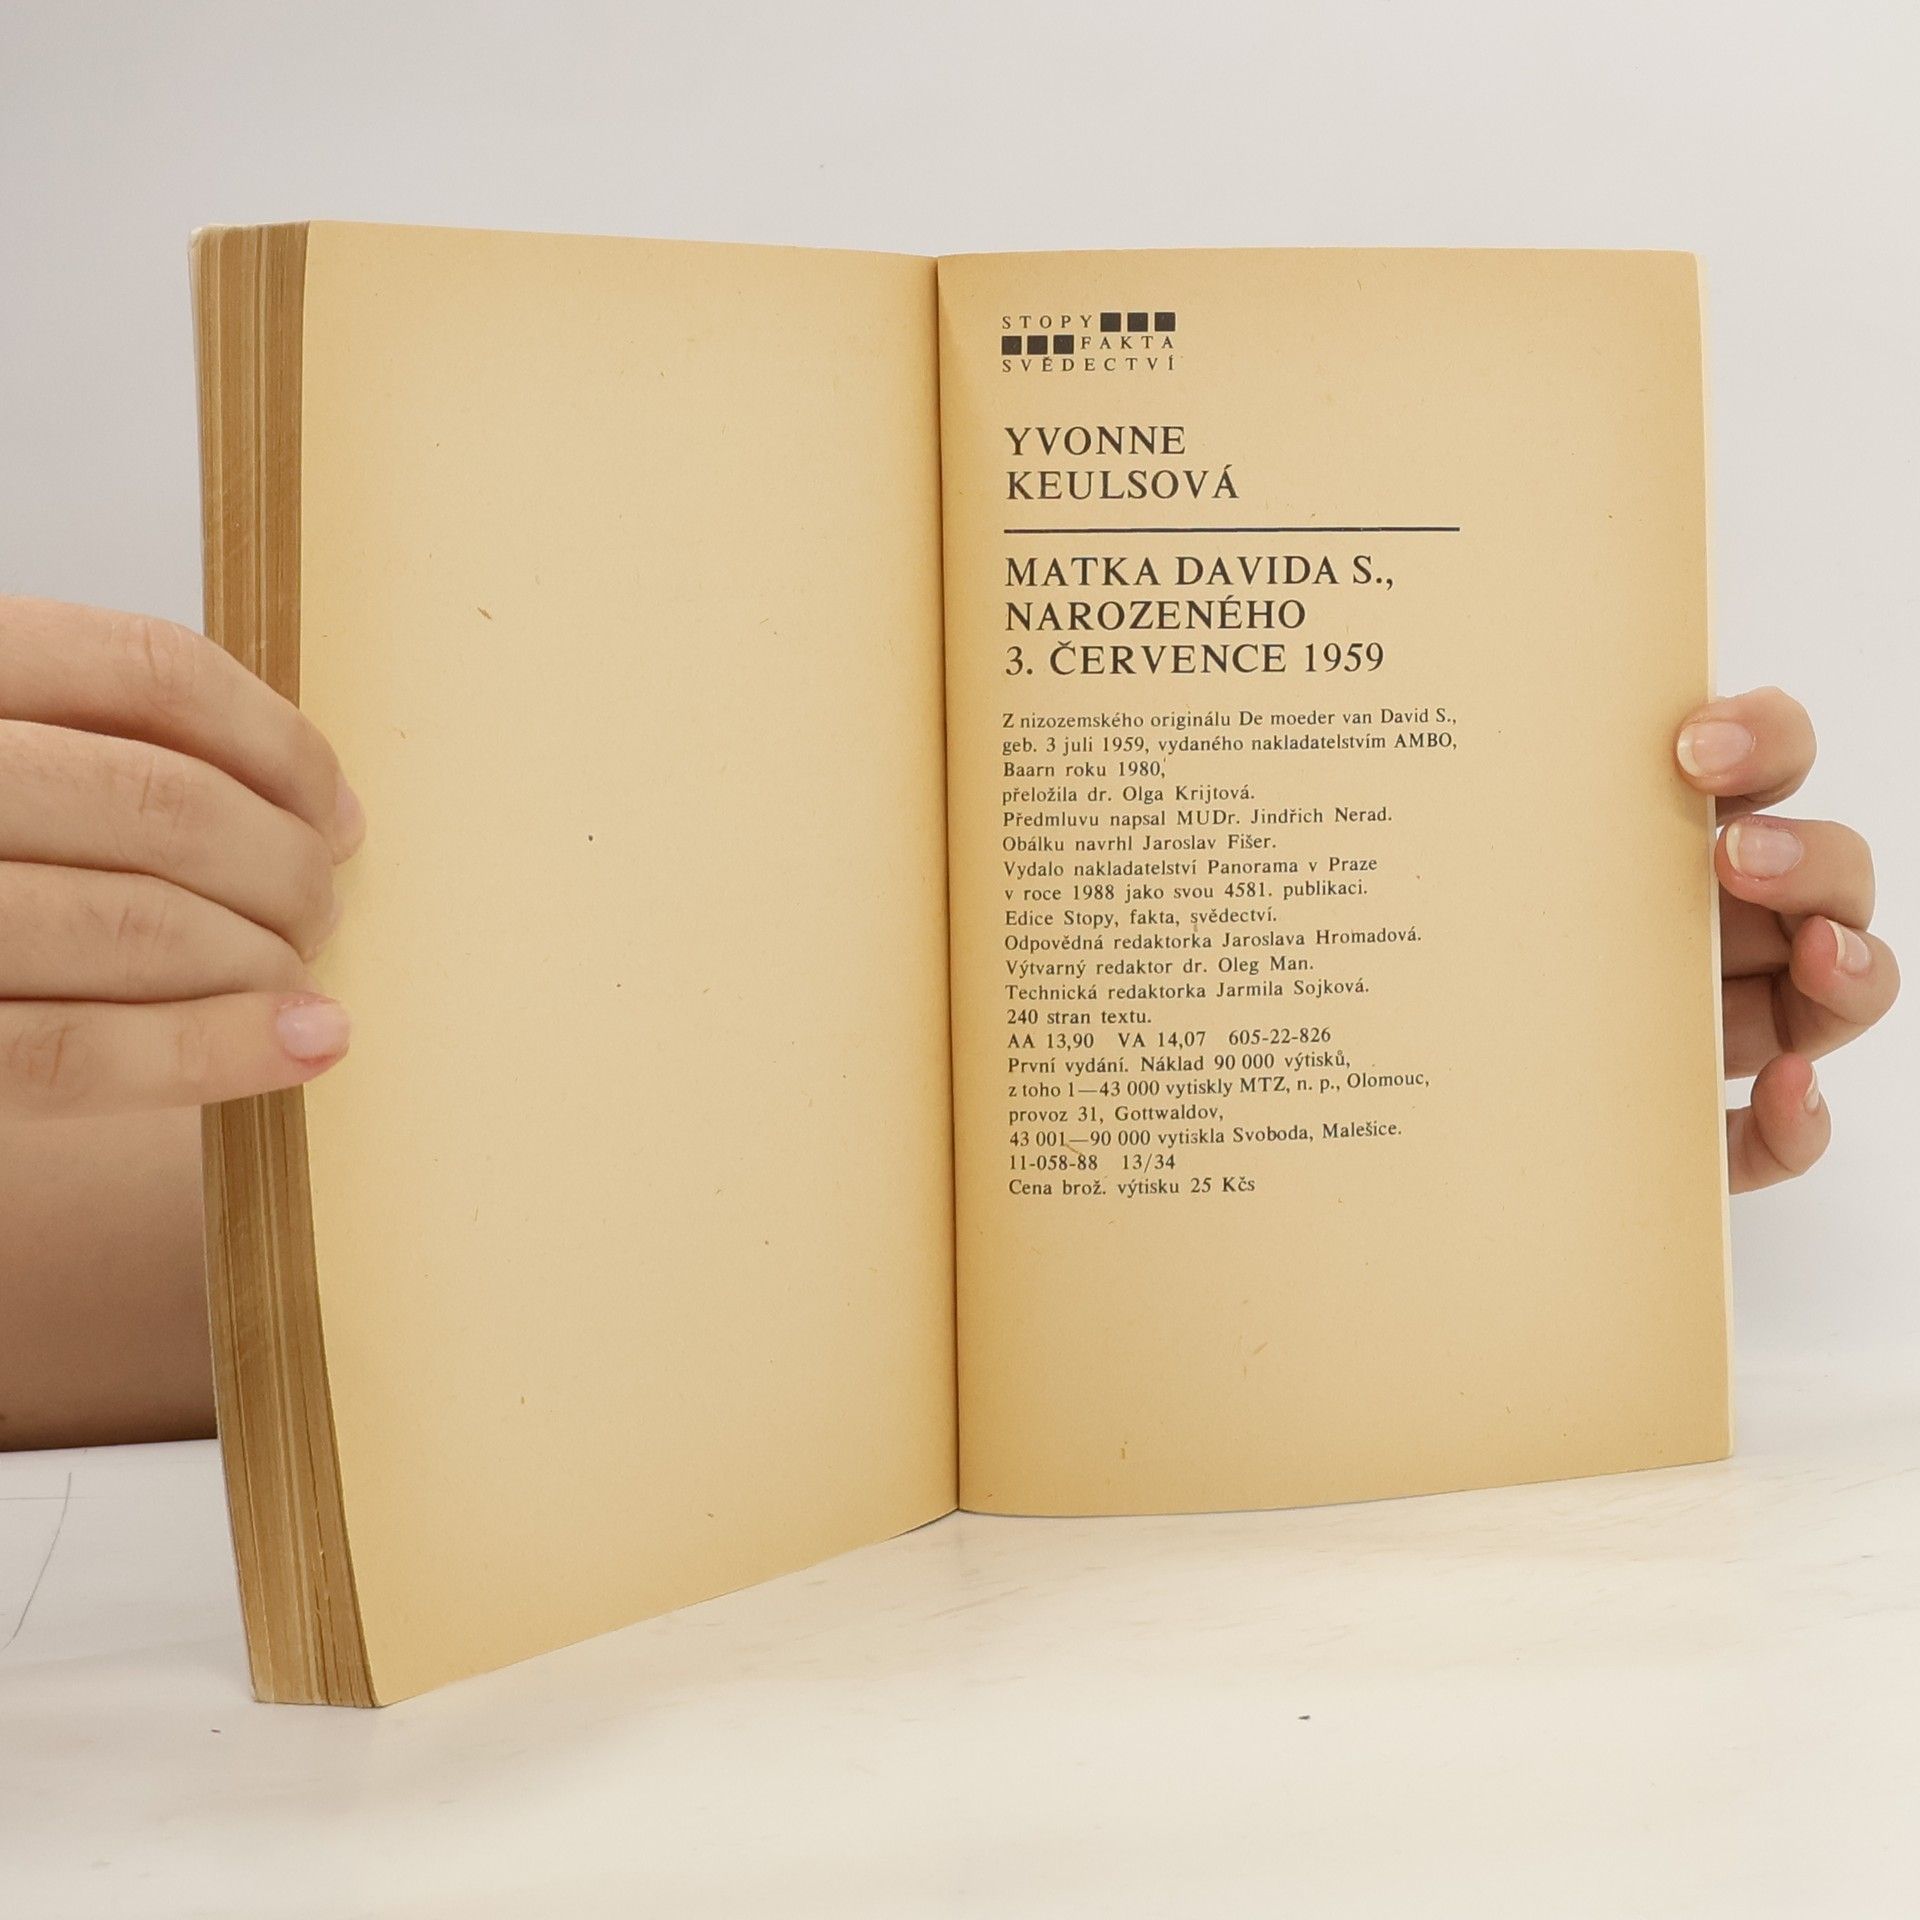 STOPY
FAKTA
SVĚDECTVÍ
YVONNE
KEULSOVÁ
MATKA DAVIDA S.,
NAROZENÉHO
3. ČERVENCE 1959
Z nizozemského originálu De moeder van David S.,
geb. 3 juli 1959, vydaného nakladatelstvím AMBO,
Baarn roku 1980,
přeložila dr. Olga Krijtová.
Předmluvu napsal MUDr. Jindřich Nerad.
Obálku navrhl Jaroslav Fišer.
Vydalo nakladatelství Panorama v Praze
v roce 1988 jako svou 4581. publikaci.
Edice Stopy, fakta, svědectví.
Odpovědná redaktorka Jaroslava Hromadová.
Výtvarný redaktor dr. Oleg Man.
Technická redaktorka Jarmila Sojková.
240 stran textu.
AA 13,90 VA 14,07 605-22-826
První vydání. Náklad 90 000 výtisků,
z toho 1—43 000 vytiskly MTZ, n. p., Olomouc,
provoz 31, Gottwaldov,
43 001—90 000 vytiskla Svoboda, Malešice.
11-058-88 13/34
Cena brož. výtisku 25 Kčs